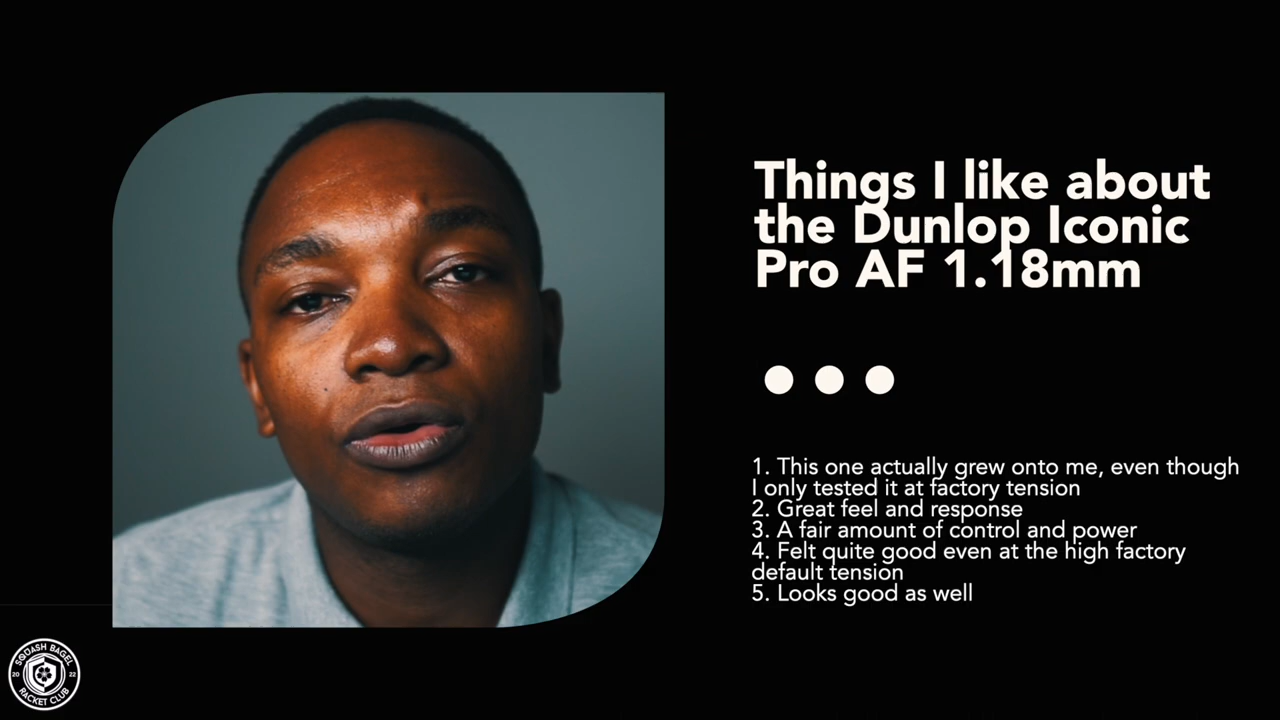 Things I like about
the Dunlop Iconic
Pro AF 1.18mm
1. This one actually grew onto me, even though
I only tested it at factory tension
2. Great feel and response
3. A fair amount of control and power
4. Felt quite good even at the high factory
default tension
5. Looks good as well
SQUASH BAGEL
20 22
RACKET CLUB